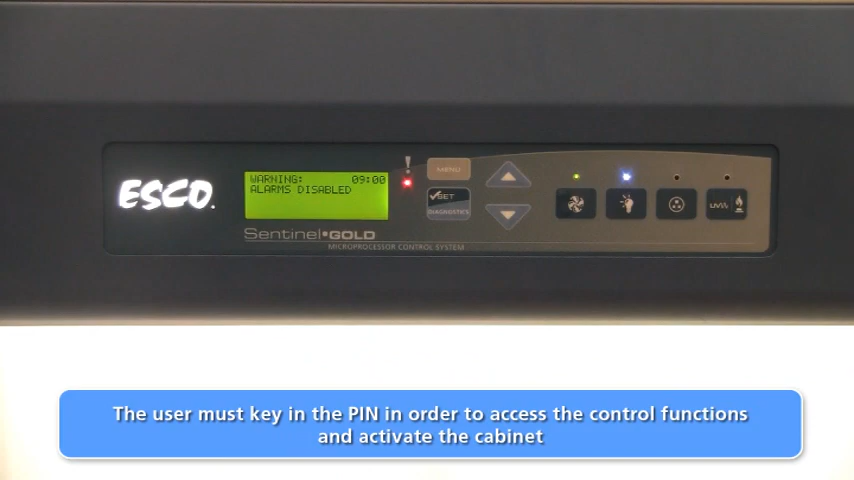 ESCO.
WARNING: 09:00
ALARMS DISABLED
MENU
SET
DIAGNOSTICS
Sentinel GOLD
MICROPROCESSOR CONTROL SYSTEM
UV
The user must key in the PIN in order to access the control functions
and activate the cabinet